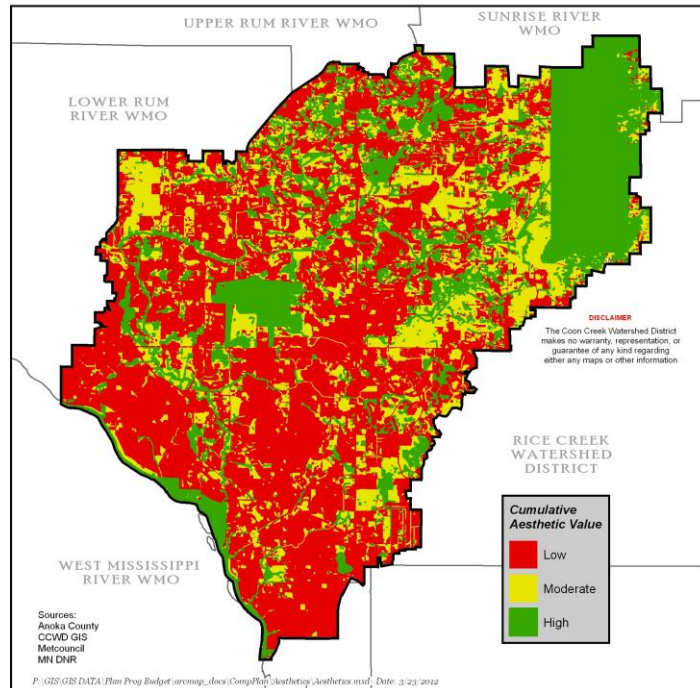 UPPER RUM RIVER WMO
SUNRISE RIVER
WMO
LOWER RUM
RIVER WMO
DISCLAIMER
The Coon Creek Watershed District
makes no warranty, representation, or
guarantee of any kind regarding
either any maps or other information
RICE CREEK
WATERSHED
DISTRICT
Cumulative
Aesthetic Value
Low
Moderate
High
WEST MISSISSIPPI
RIVER WMO
Sources:
Anoka County
CCWD GIS
Metcouncil
MN DNR
P:\GIS\GIS DATA\Plan Prog Budget\arcmap_docs\CompPlan\Aesthetics\Aesthetics.mxd Date: 3/23/2012